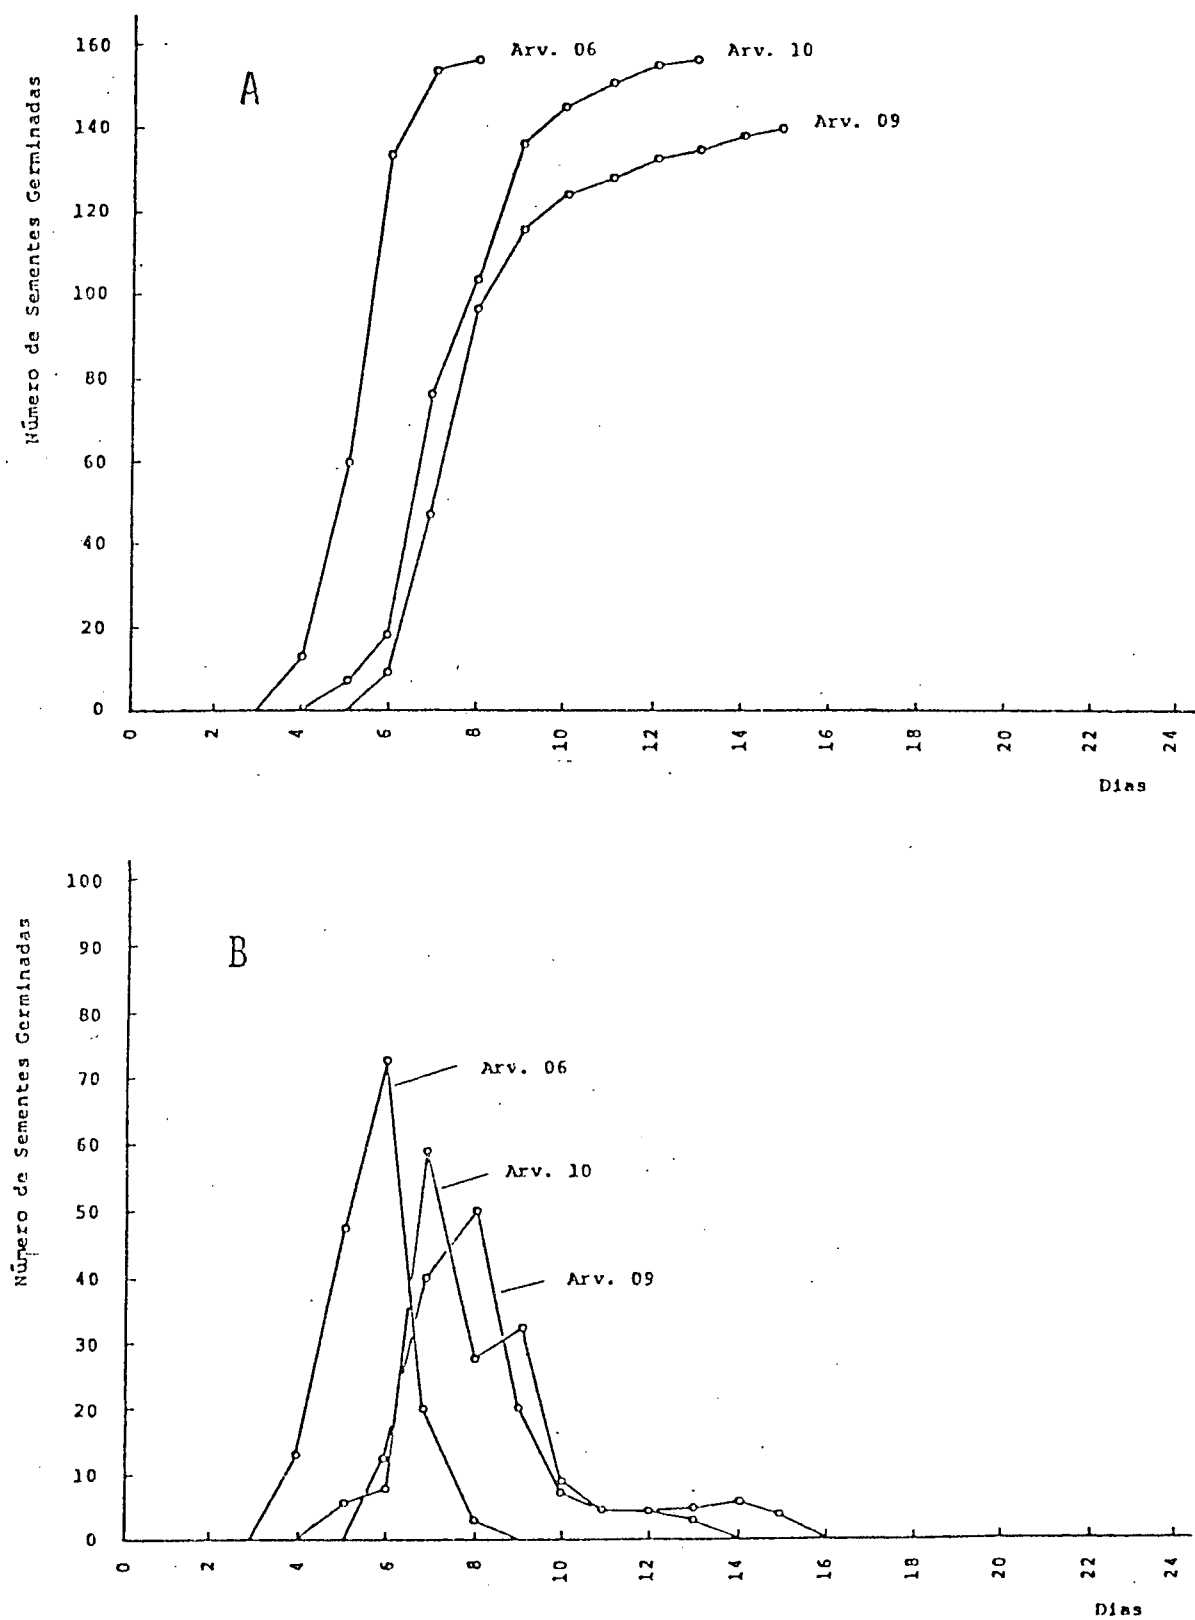 Número de Sementes Germinadas
160
140
120
100
80
60
40
20
0
A
Arv. 06
Arv. 10
Arv. 09
0 2 4 6 8 10 12 14 16 18 20 22 24
Dias
Número de Sementes Germinadas
100
90
80
70
60
50
40
30
20
10
0
B
Arv. 06
Arv. 10
Arv. 09
0 2 4 6 8 10 12 14 16 18 20 22 24
Dias